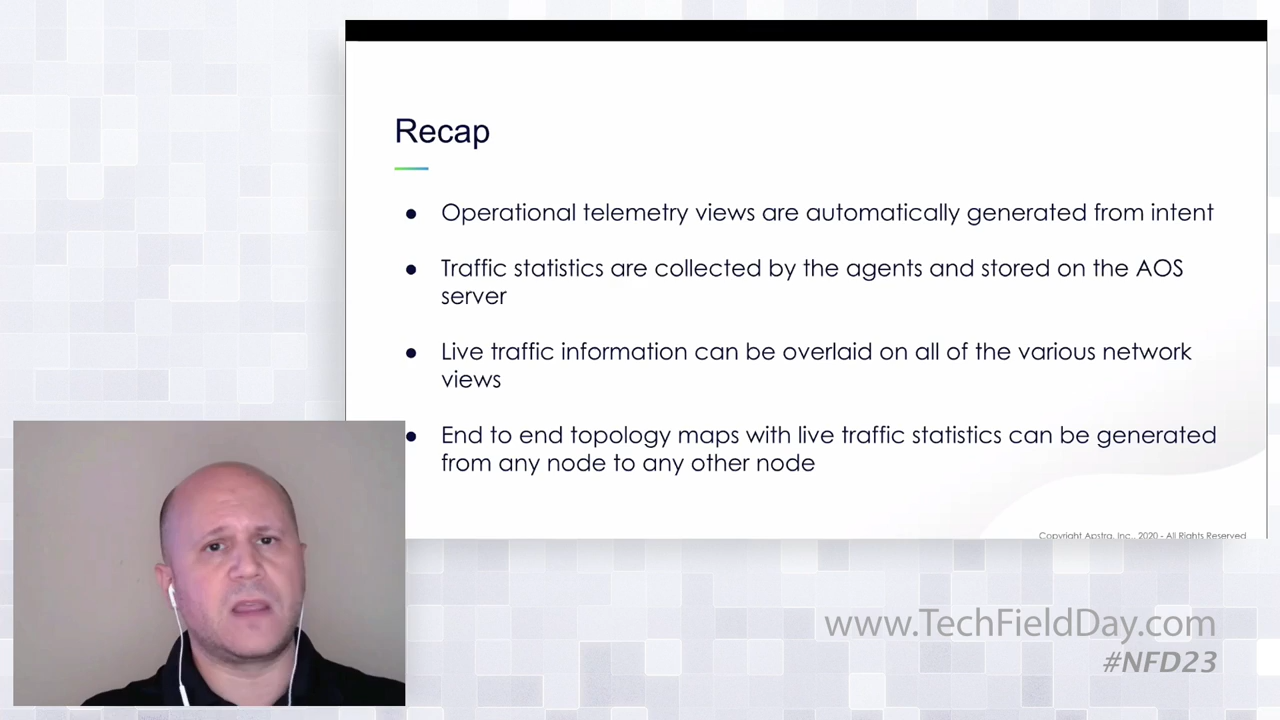 Recap
● Operational telemetry views are automatically generated from intent
● Traffic statistics are collected by the agents and stored on the AOS
server
● Live traffic information can be overlaid on all of the various network
views
● End to end topology maps with live traffic statistics can be generated
from any node to any other node
Copyright Apstra, Inc., 2020 - All Rights Reserved
www.TechFieldDay.com
#NFD23